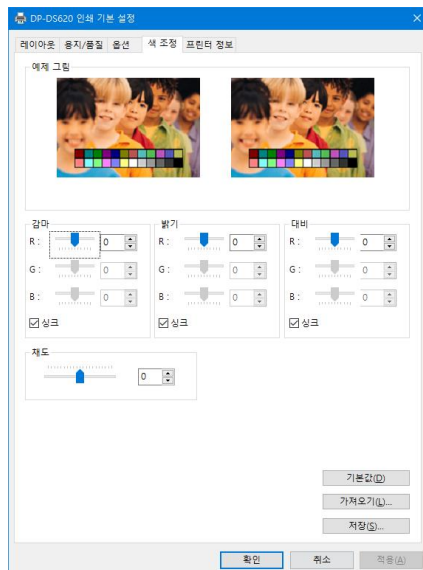 DP-DS620 인쇄 기본 설정
레이아웃 용지/품질 옵션 색 조정 프린터 정보
예제 그림
감마 밝기 대비
R : 0 R : 0 R : 0
G : 0 G : 0 G : 0
B : 0 B : 0 B : 0
싱크 싱크 싱크
채도
0
기본값(D)
가져오기(L)...
저장(S)...
확인 취소 적용(A)